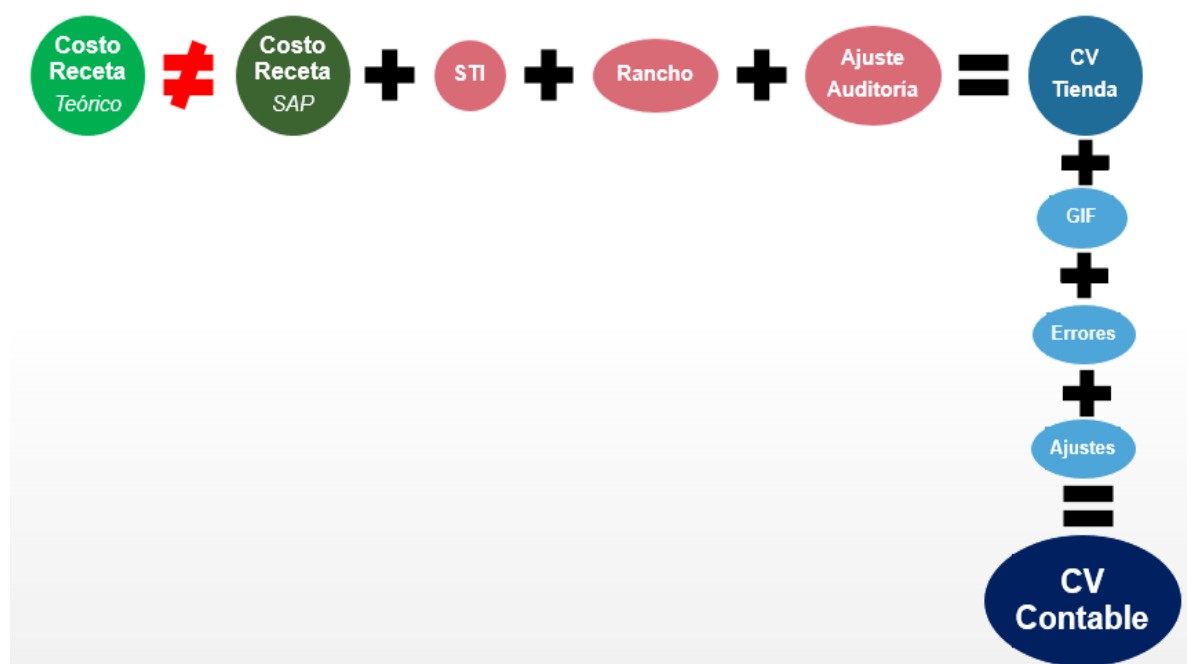 Costo
Receta
Teórico
≠
Costo
Receta
SAP
+
STI
+
Rancho
+
Ajuste
Auditoría
=
CV
Tienda
+
GIF
+
Errores
+
Ajustes
=
CV
Contable